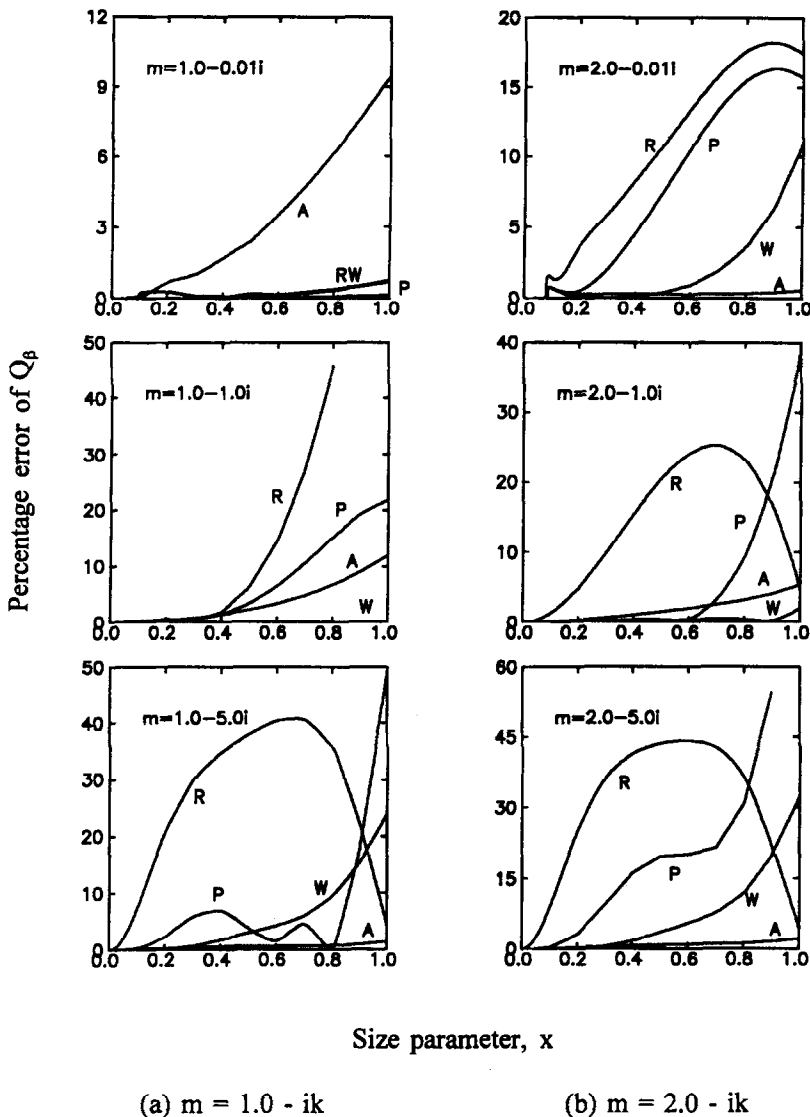 Percentage error of Qβ
12
9
6
3
0
m=1.0−0.01i
A
RW
P
0.0 0.2 0.4 0.6 0.8 1.0
20
15
10
5
0
m=2.0−0.01i
R
P
W
A
0.0 0.2 0.4 0.6 0.8 1.0
50
40
30
20
10
0
m=1.0−1.0i
R
P
A
W
0.0 0.2 0.4 0.6 0.8 1.0
40
30
20
10
0
m=2.0−1.0i
R
P
A
W
0.0 0.2 0.4 0.6 0.8 1.0
50
40
30
20
10
0
m=1.0−5.0i
R
P
W
A
0.0 0.2 0.4 0.6 0.8 1.0
60
45
30
15
0
m=2.0−5.0i
R
P
W
A
0.0 0.2 0.4 0.6 0.8 1.0
Size parameter, x
(a) m = 1.0 - ik
(b) m = 2.0 - ik